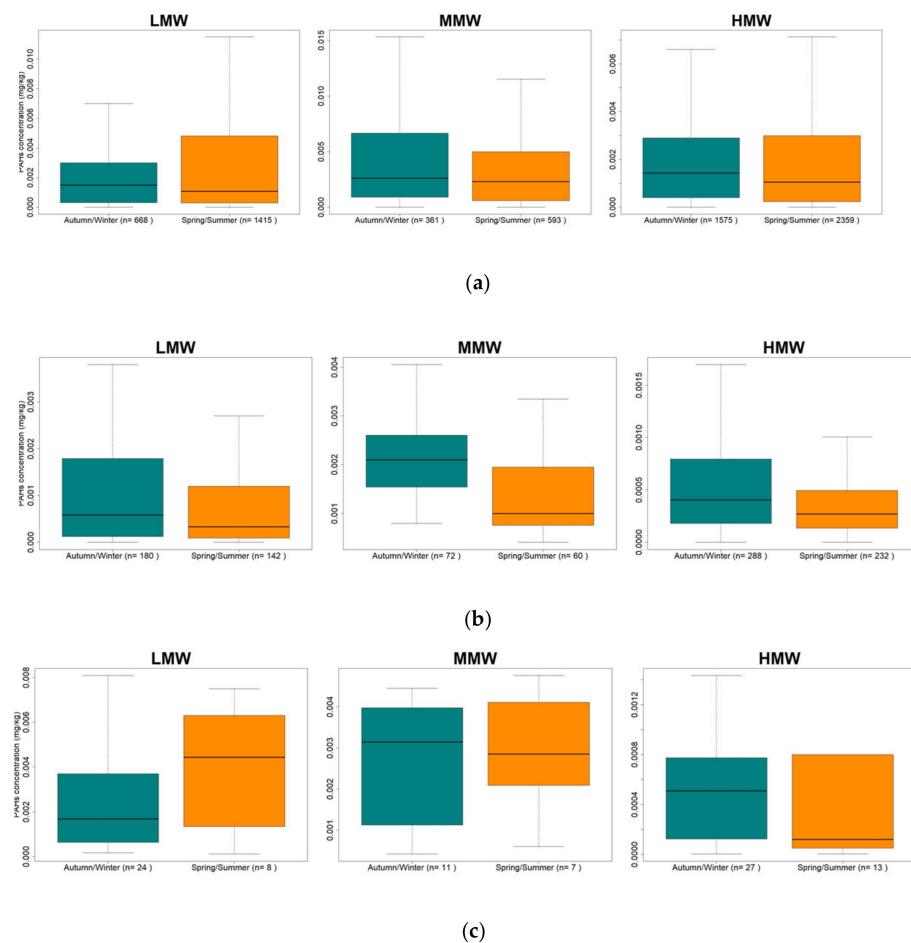 LMW
PAHs concentration (mg/kg)
0.010
0.008
0.006
0.004
0.002
0.000
Autumn/Winter (n= 668 )
Spring/Summer (n= 1415 )
MMW
0.015
0.010
0.005
0.000
Autumn/Winter (n= 361 )
Spring/Summer (n= 593 )
HMW
0.006
0.004
0.002
0.000
Autumn/Winter (n= 1575 )
Spring/Summer (n= 2359 )
(a)
LMW
PAHs concentration (mg/kg)
0.003
0.002
0.001
0.000
Autumn/Winter (n= 180 )
Spring/Summer (n= 142 )
MMW
0.004
0.003
0.002
0.001
Autumn/Winter (n= 72 )
Spring/Summer (n= 60 )
HMW
0.0015
0.0010
0.0005
0.0000
Autumn/Winter (n= 288 )
Spring/Summer (n= 232 )
(b)
LMW
PAHs concentration (mg/kg)
0.008
0.006
0.004
0.002
0.000
Autumn/Winter (n= 24 )
Spring/Summer (n= 8 )
MMW
0.004
0.003
0.002
0.001
Autumn/Winter (n= 11 )
Spring/Summer (n= 7 )
HMW
0.0012
0.0008
0.0004
0.0000
Autumn/Winter (n= 27 )
Spring/Summer (n= 13 )
(c)